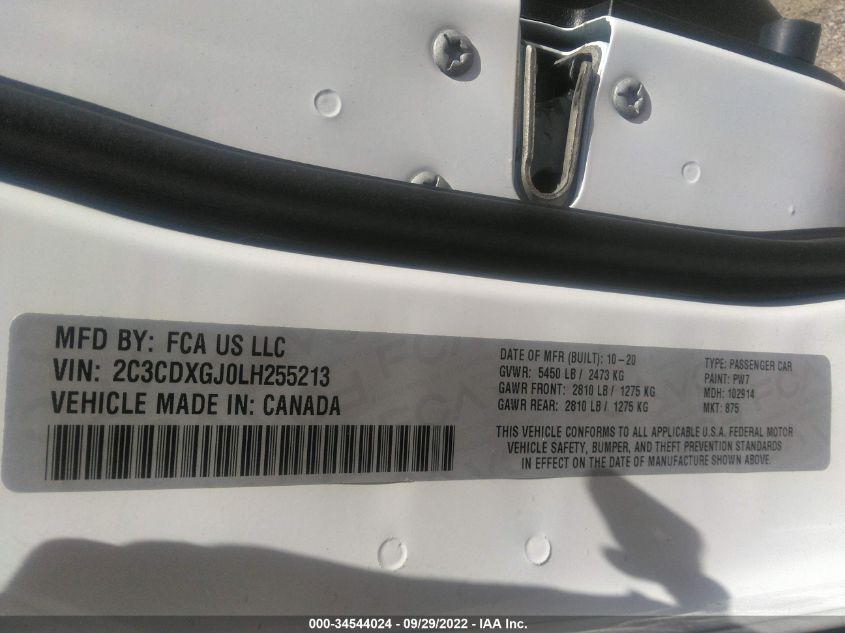 MFD BY: FCA US LLC
VIN: 2C3CDXGJ0LH255213
VEHICLE MADE IN: CANADA
DATE OF MFR (BUILT): 10-20
GVWR: 5450 LB / 2473 KG
GAWR FRONT: 2810 LB / 1275 KG
GAWR REAR: 2810 LB / 1275 KG
TYPE: PASSENGER CAR
PAINT: PW7
MDH: 102914
MKT: 875
THIS VEHICLE CONFORMS TO ALL APPLICABLE U.S.A. FEDERAL MOTOR
VEHICLE SAFETY, BUMPER, AND THEFT PREVENTION STANDARDS
IN EFFECT ON THE DATE OF MANUFACTURE SHOWN ABOVE.
000-34544024 - 09/29/2022 - IAA Inc.